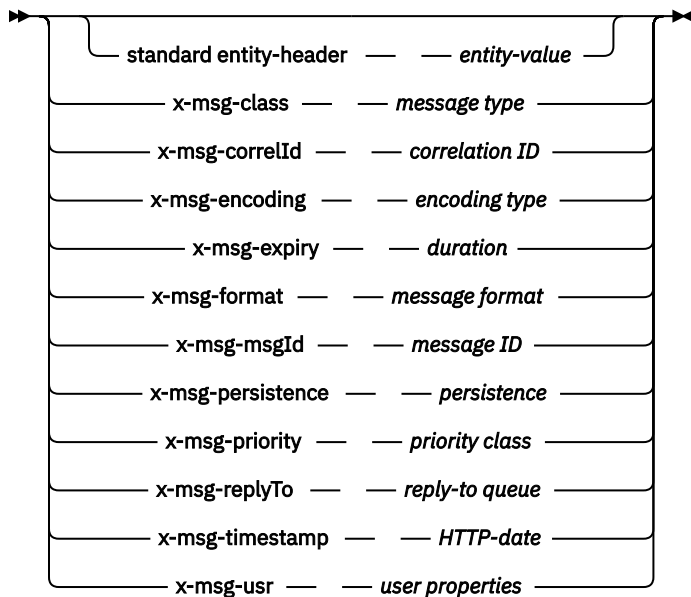 standard entity-header — — entity-value
x-msg-class — — message type
x-msg-correlId — — correlation ID
x-msg-encoding — encoding type
x-msg-expiry — — duration
x-msg-format — — message format
x-msg-msgId — — message ID
x-msg-persistence — — persistence
x-msg-priority — — priority class
x-msg-replyTo — — reply-to queue
x-msg-timestamp — — HTTP-date
x-msg-usr — — user properties